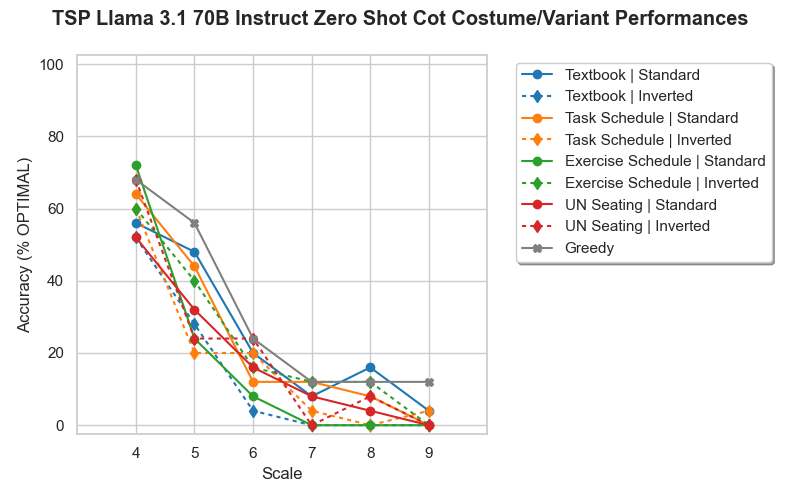 TSP Llama 3.1 70B Instruct Zero Shot Cot Costume/Variant Performances
100
80
60
40
20
0
Accuracy (% OPTIMAL)
4 5 6 7 8 9
Scale
Textbook | Standard
Textbook | Inverted
Task Schedule | Standard
Task Schedule | Inverted
Exercise Schedule | Standard
Exercise Schedule | Inverted
UN Seating | Standard
UN Seating | Inverted
Greedy